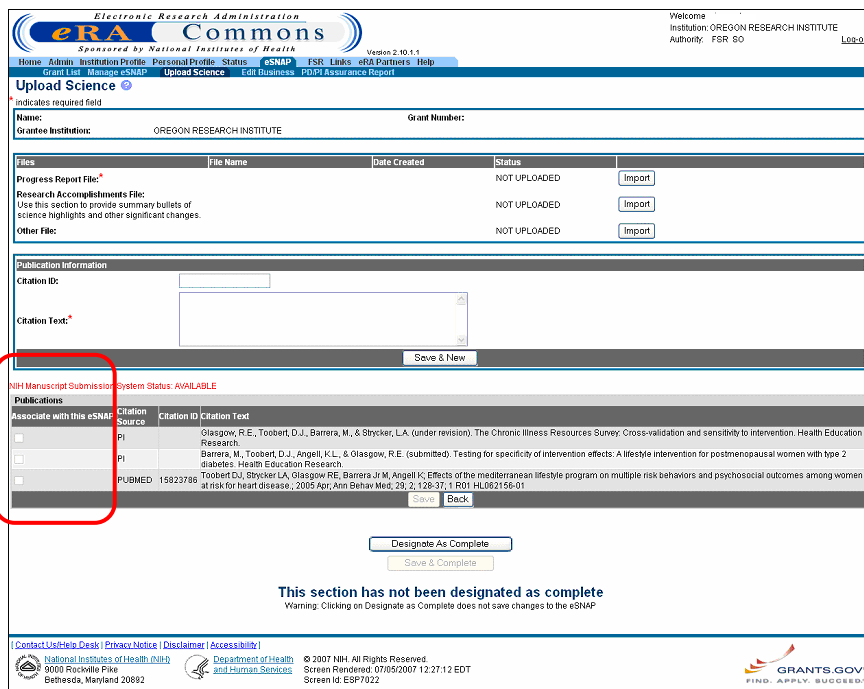 Electronic Research Administration
eRA Commons
Sponsored by National Institutes of Health
Version 2.10.1.1
Welcome
Institution: OREGON RESEARCH INSTITUTE
Authority: FSR SO
Log-o
Home Admin Institution Profile Personal Profile Status eSNAP FSR Links eRA Partners Help
Grant List Manage eSNAP Upload Science Edit Business PD/PI Assurance Report
Upload Science ?
* indicates required field
Name: Grant Number:
Grantee Institution: OREGON RESEARCH INSTITUTE
Files File Name Date Created Status
Progress Report File:* NOT UPLOADED Import
Research Accomplishments File:
Use this section to provide summary bullets of
science highlights and other significant changes.
NOT UPLOADED Import
Other File: NOT UPLOADED Import
Publication Information
Citation ID:
Citation Text:*
Save & New
NIH Manuscript Submission System Status: AVAILABLE
Publications
Associate with this eSNAP Citation Source Citation ID Citation Text
PI Glasgow, R.E., Toobert, D.J., Barrera, M., & Strycker, L.A. (under revision). The Chronic Illness Resources Survey: Cross-validation and sensitivity to intervention. Health Education
Research.
PI Barrera, M., Toobert, D.J., Angell, K.L., & Glasgow, R.E. (submitted). Testing for specificity of intervention effects: A lifestyle intervention for postmenopausal women with type 2
diabetes. Health Education Research.
PUBMED 15823786 Toobert DJ, Strycker LA, Glasgow RE, Barrera Jr M, Angell K; Effects of the mediterranean lifestyle program on multiple risk behaviors and psychosocial outcomes among women
at risk for heart disease.; 2005 Apr; Ann Behav Med; 29; 2; 128-37; 1 R01 HL062156-01
Save Back
Designate As Complete
Save & Complete
This section has not been designated as complete
Warning: Clicking on Designate as Complete does not save changes to the eSNAP
[ Contact Us/Help Desk | Privacy Notice | Disclaimer | Accessibility ]
National Institutes of Health (NIH)
9000 Rockville Pike
Bethesda, Maryland 20892
Department of Health
and Human Services
© 2007 NIH. All Rights Reserved.
Screen Rendered: 07/05/2007 12:27:12 EDT
Screen Id: ESP7022
GRANTS.GOV
FIND. APPLY. SUCCEED.